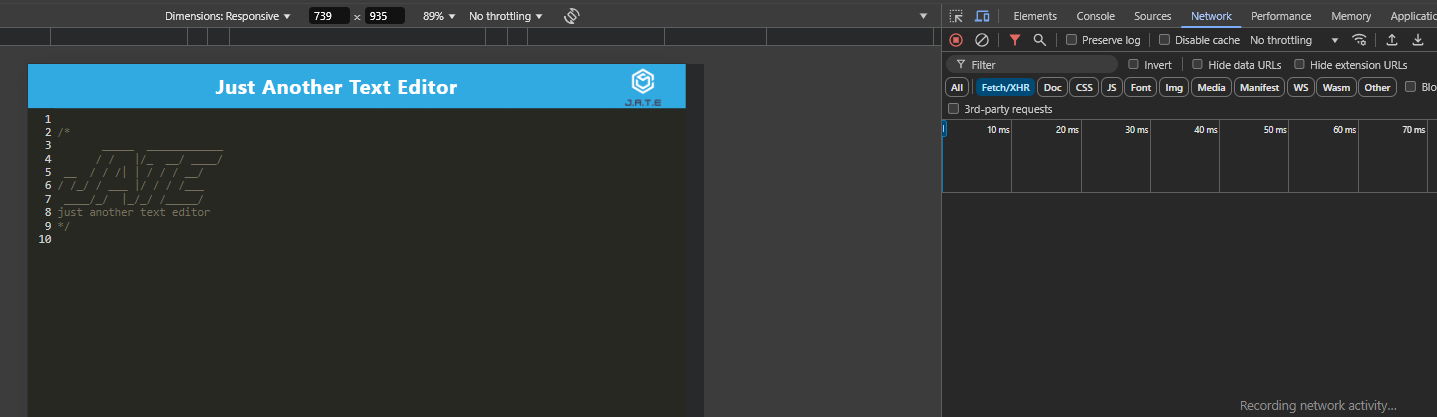 Dimensions: Responsive 739 x 935 89% No throttling
Elements Console Sources Network Performance Memory Applicatio
Preserve log Disable cache No throttling
Filter Invert Hide data URLs Hide extension URLs
All Fetch/XHR Doc CSS JS Font Img Media Manifest WS Wasm Other Blo
3rd-party requests
10 ms 20 ms 30 ms 40 ms 50 ms 60 ms 70 ms
Recording network activity...
Just Another Text Editor
J.A.T.E
1
2 /*
3        _____  ____________
4       / /   |/_  __/ ____/
5  __  / / /| | / / / __/
6 / /_/ / ___ |/ / / /___
7  ____/_/  |_/_/ /_____/
8 just another text editor
9 */
10